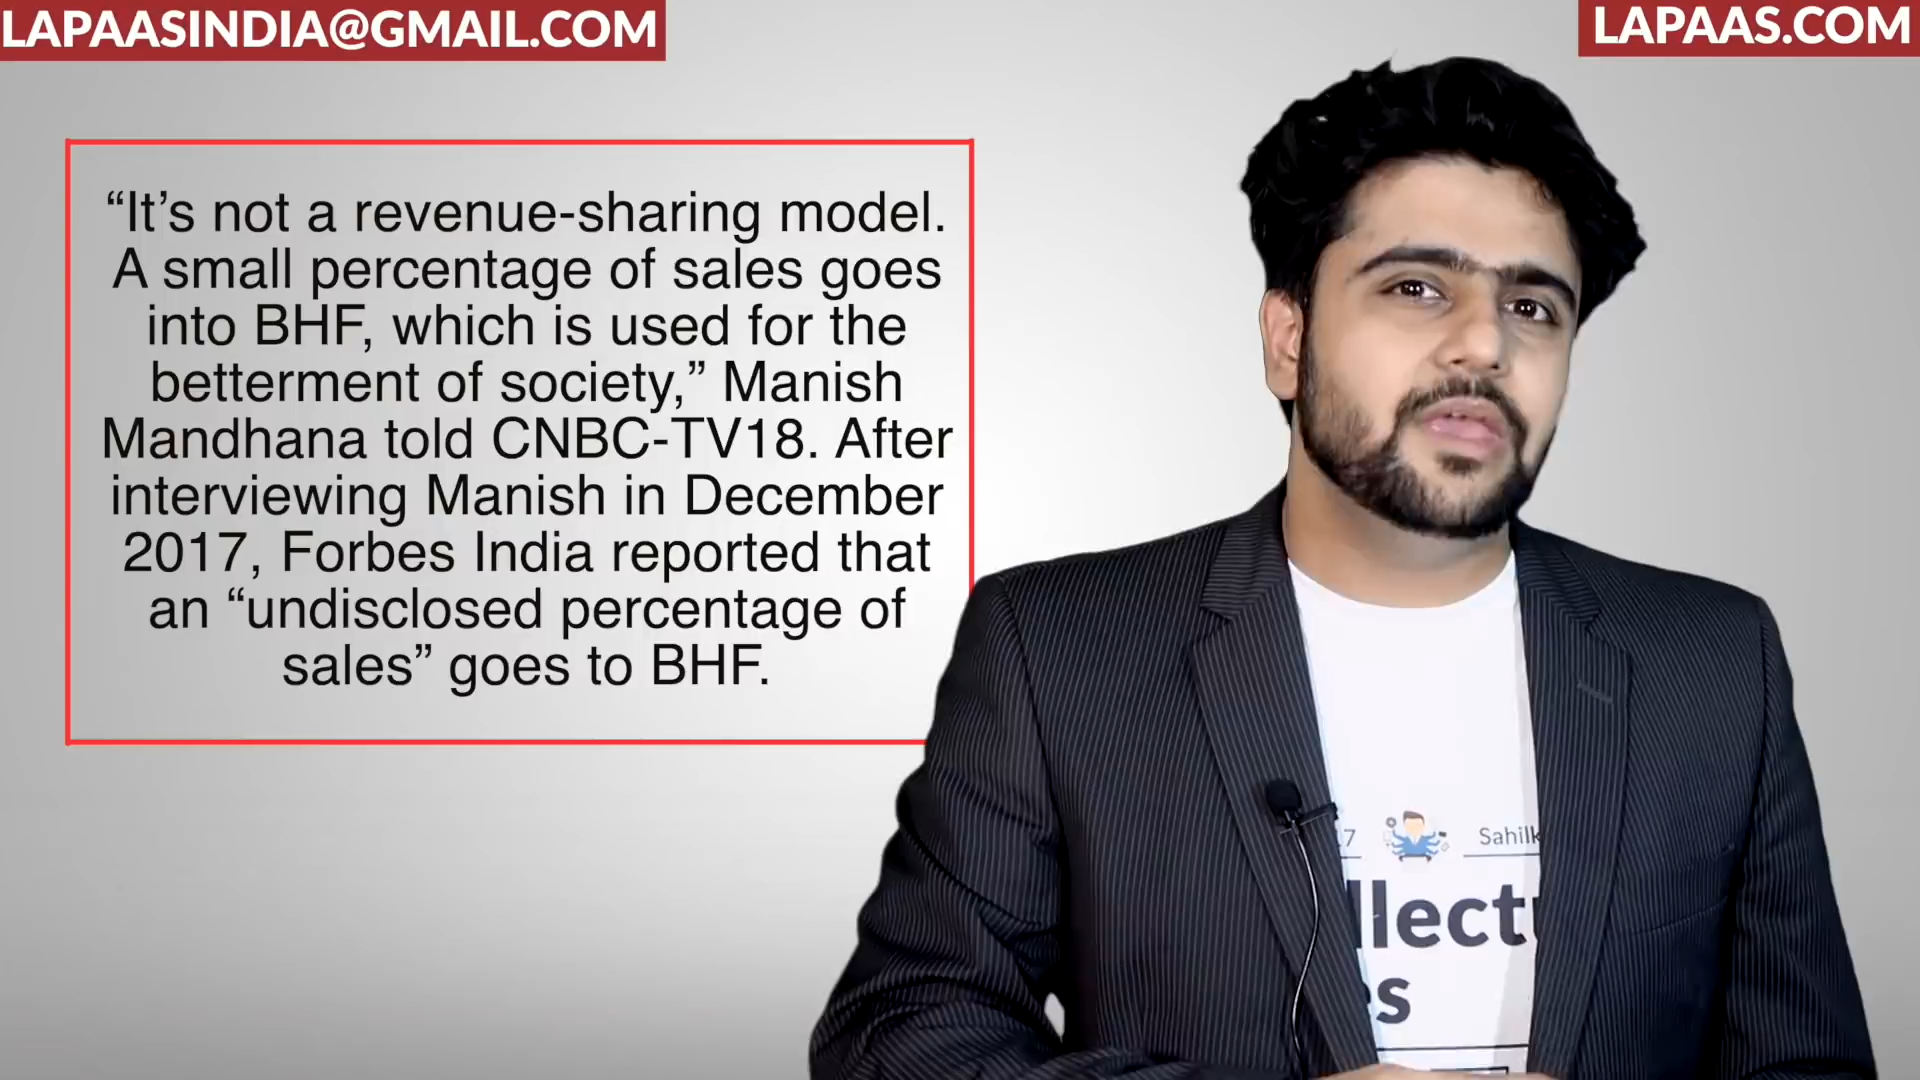 LAPAASINDIA@GMAIL.COM
LAPAAS.COM
“It’s not a revenue-sharing model.
A small percentage of sales goes
into BHF, which is used for the
betterment of society,” Manish
Mandhana told CNBC-TV18. After
interviewing Manish in December
2017, Forbes India reported that
an “undisclosed percentage of
sales” goes to BHF.